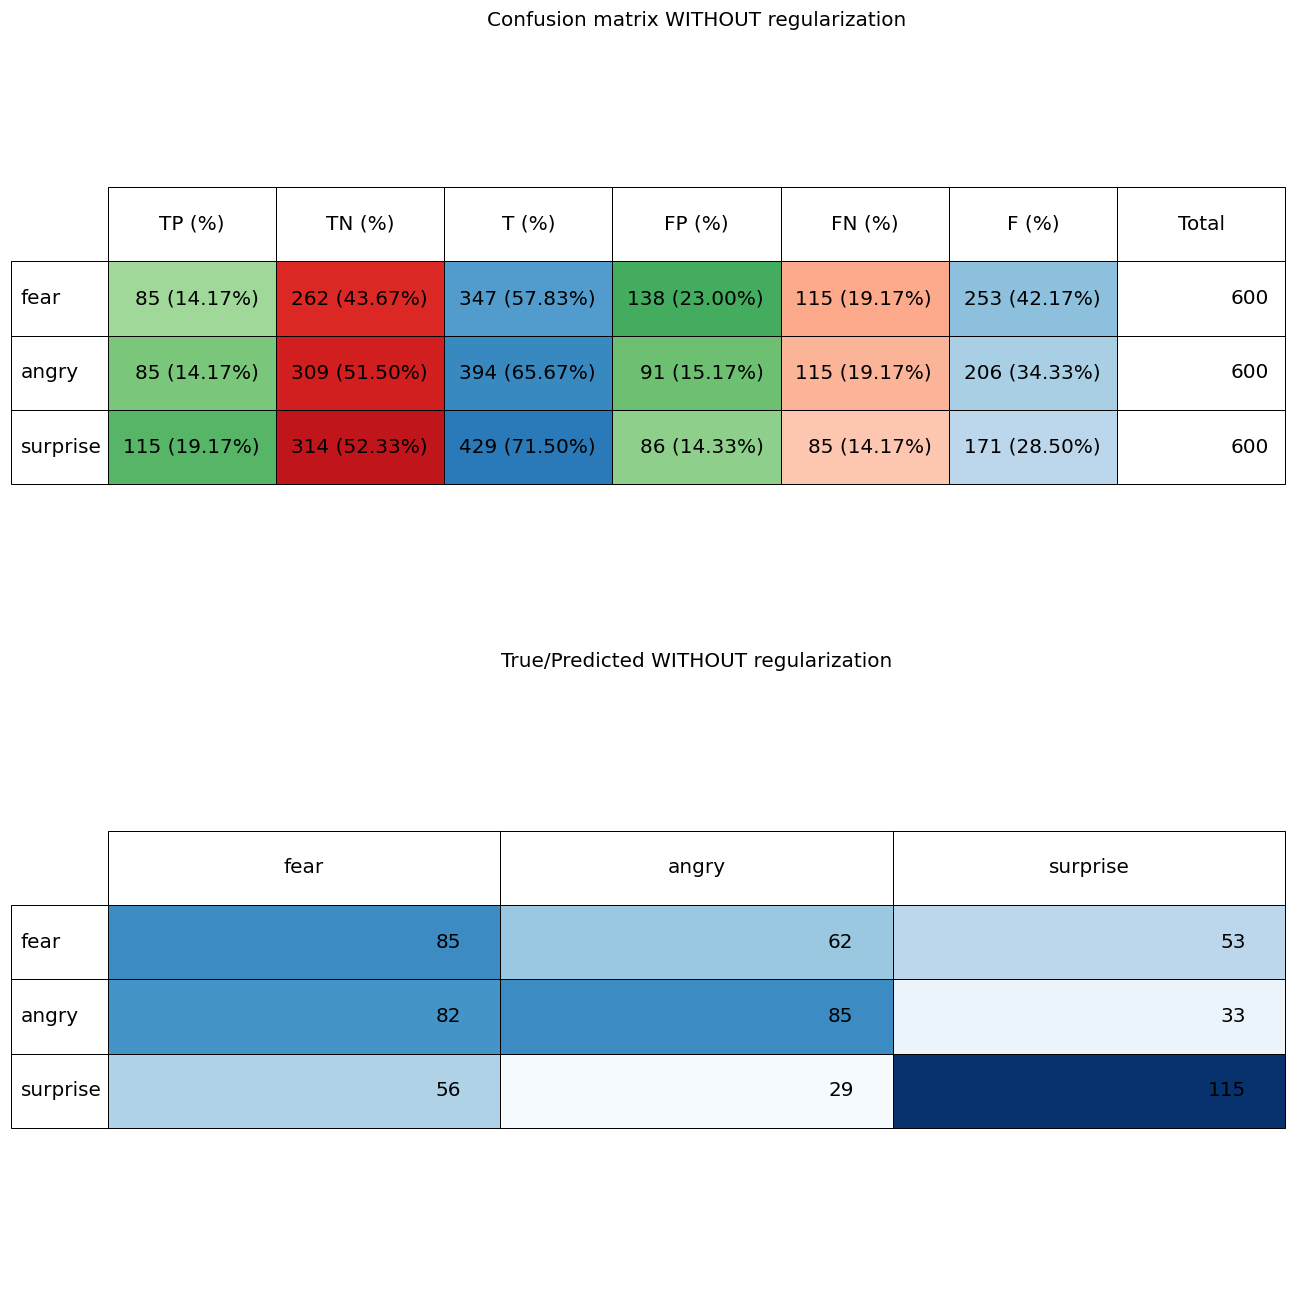 Confusion matrix WITHOUT regularization
TP (%) TN (%) T (%) FP (%) FN (%) F (%) Total
fear 85 (14.17%) 262 (43.67%) 347 (57.83%) 138 (23.00%) 115 (19.17%) 253 (42.17%) 600
angry 85 (14.17%) 309 (51.50%) 394 (65.67%) 91 (15.17%) 115 (19.17%) 206 (34.33%) 600
surprise 115 (19.17%) 314 (52.33%) 429 (71.50%) 86 (14.33%) 85 (14.17%) 171 (28.50%) 600
True/Predicted WITHOUT regularization
fear angry surprise
fear 85 62 53
angry 82 85 33
surprise 56 29 115